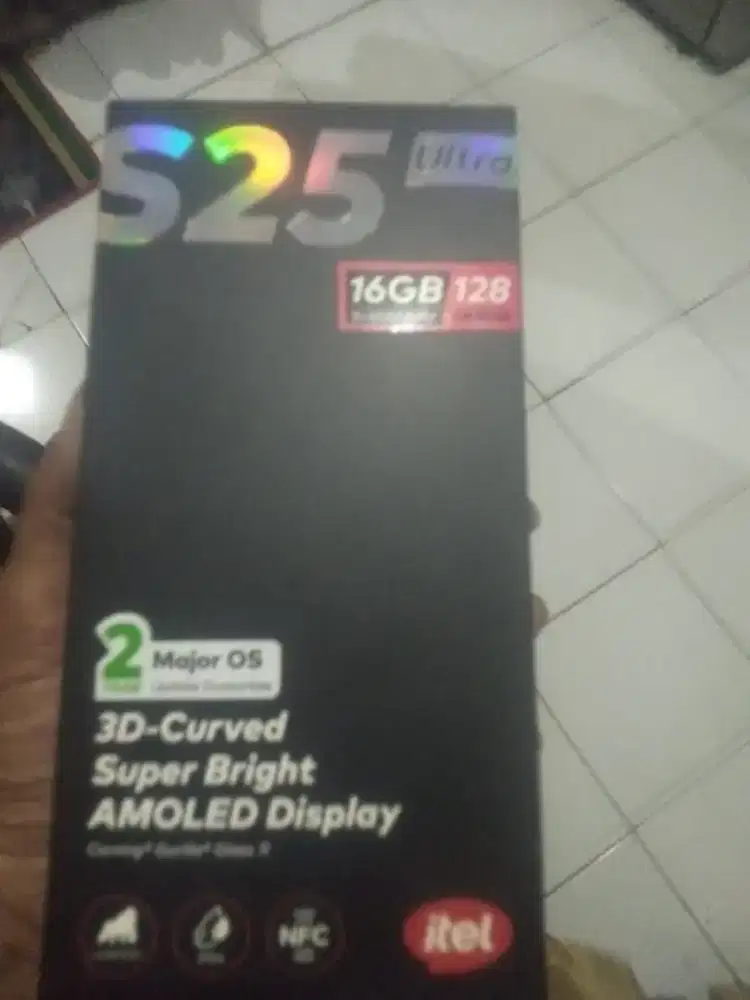 S25 Ultra
16GB 128
2 Major OS
3D-Curved
Super Bright
AMOLED Display
NFC
itel